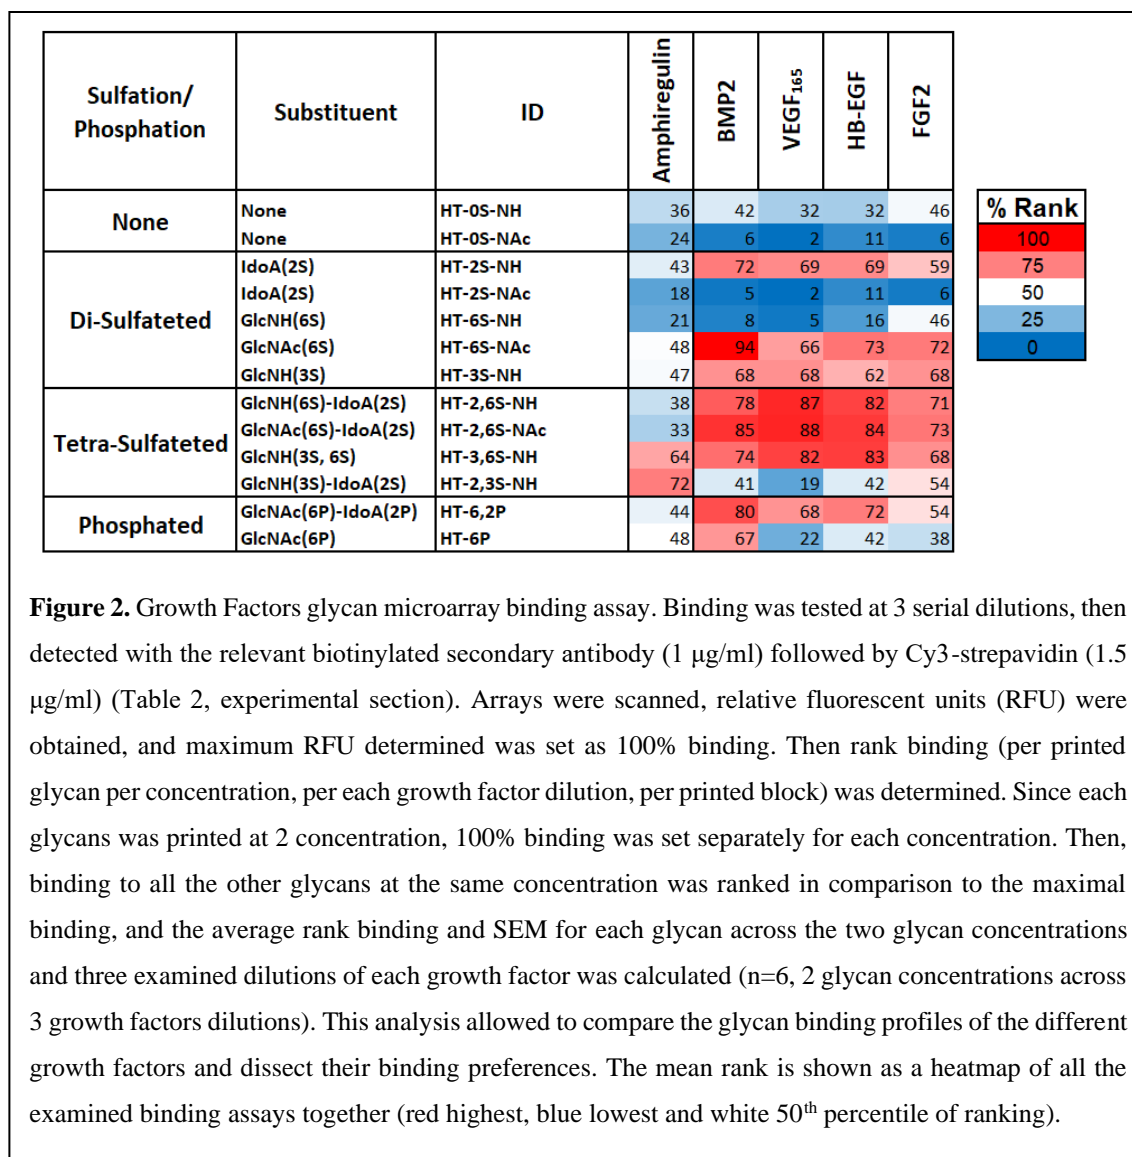 Sulfation/
Phosphation
Substituent
ID
Amphiregulin
BMP2
VEGF165
HB-EGF
FGF2
None
None HT-0S-NH 36 42 32 32 46
None HT-0S-NAc 24 6 2 11 6
Di-Sulfateted
IdoA(2S) HT-2S-NH 43 72 69 69 59
IdoA(2S) HT-2S-NAc 18 5 2 11 6
GlcNH(6S) HT-6S-NH 21 8 5 16 46
GlcNAc(6S) HT-6S-NAc 48 94 66 73 72
GlcNH(3S) HT-3S-NH 47 68 68 62 68
Tetra-Sulfateted
GlcNH(6S)-IdoA(2S) HT-2,6S-NH 38 78 87 82 71
GlcNAc(6S)-IdoA(2S) HT-2,6S-NAc 33 85 88 84 73
GlcNH(3S, 6S) HT-3,6S-NH 64 74 82 83 68
GlcNH(3S)-IdoA(2S) HT-2,3S-NH 72 41 19 42 54
Phosphated
GlcNAc(6P)-IdoA(2P) HT-6,2P 44 80 68 72 54
GlcNAc(6P) HT-6P 48 67 22 42 38
% Rank
100
75
50
25
0
Figure 2. Growth Factors glycan microarray binding assay. Binding was tested at 3 serial dilutions, then
detected with the relevant biotinylated secondary antibody (1 µg/ml) followed by Cy3-strepavidin (1.5
µg/ml) (Table 2, experimental section). Arrays were scanned, relative fluorescent units (RFU) were
obtained, and maximum RFU determined was set as 100% binding. Then rank binding (per printed
glycan per concentration, per each growth factor dilution, per printed block) was determined. Since each
glycans was printed at 2 concentration, 100% binding was set separately for each concentration. Then,
binding to all the other glycans at the same concentration was ranked in comparison to the maximal
binding, and the average rank binding and SEM for each glycan across the two glycan concentrations
and three examined dilutions of each growth factor was calculated (n=6, 2 glycan concentrations across
3 growth factors dilutions). This analysis allowed to compare the glycan binding profiles of the different
growth factors and dissect their binding preferences. The mean rank is shown as a heatmap of all the
examined binding assays together (red highest, blue lowest and white 50th percentile of ranking).